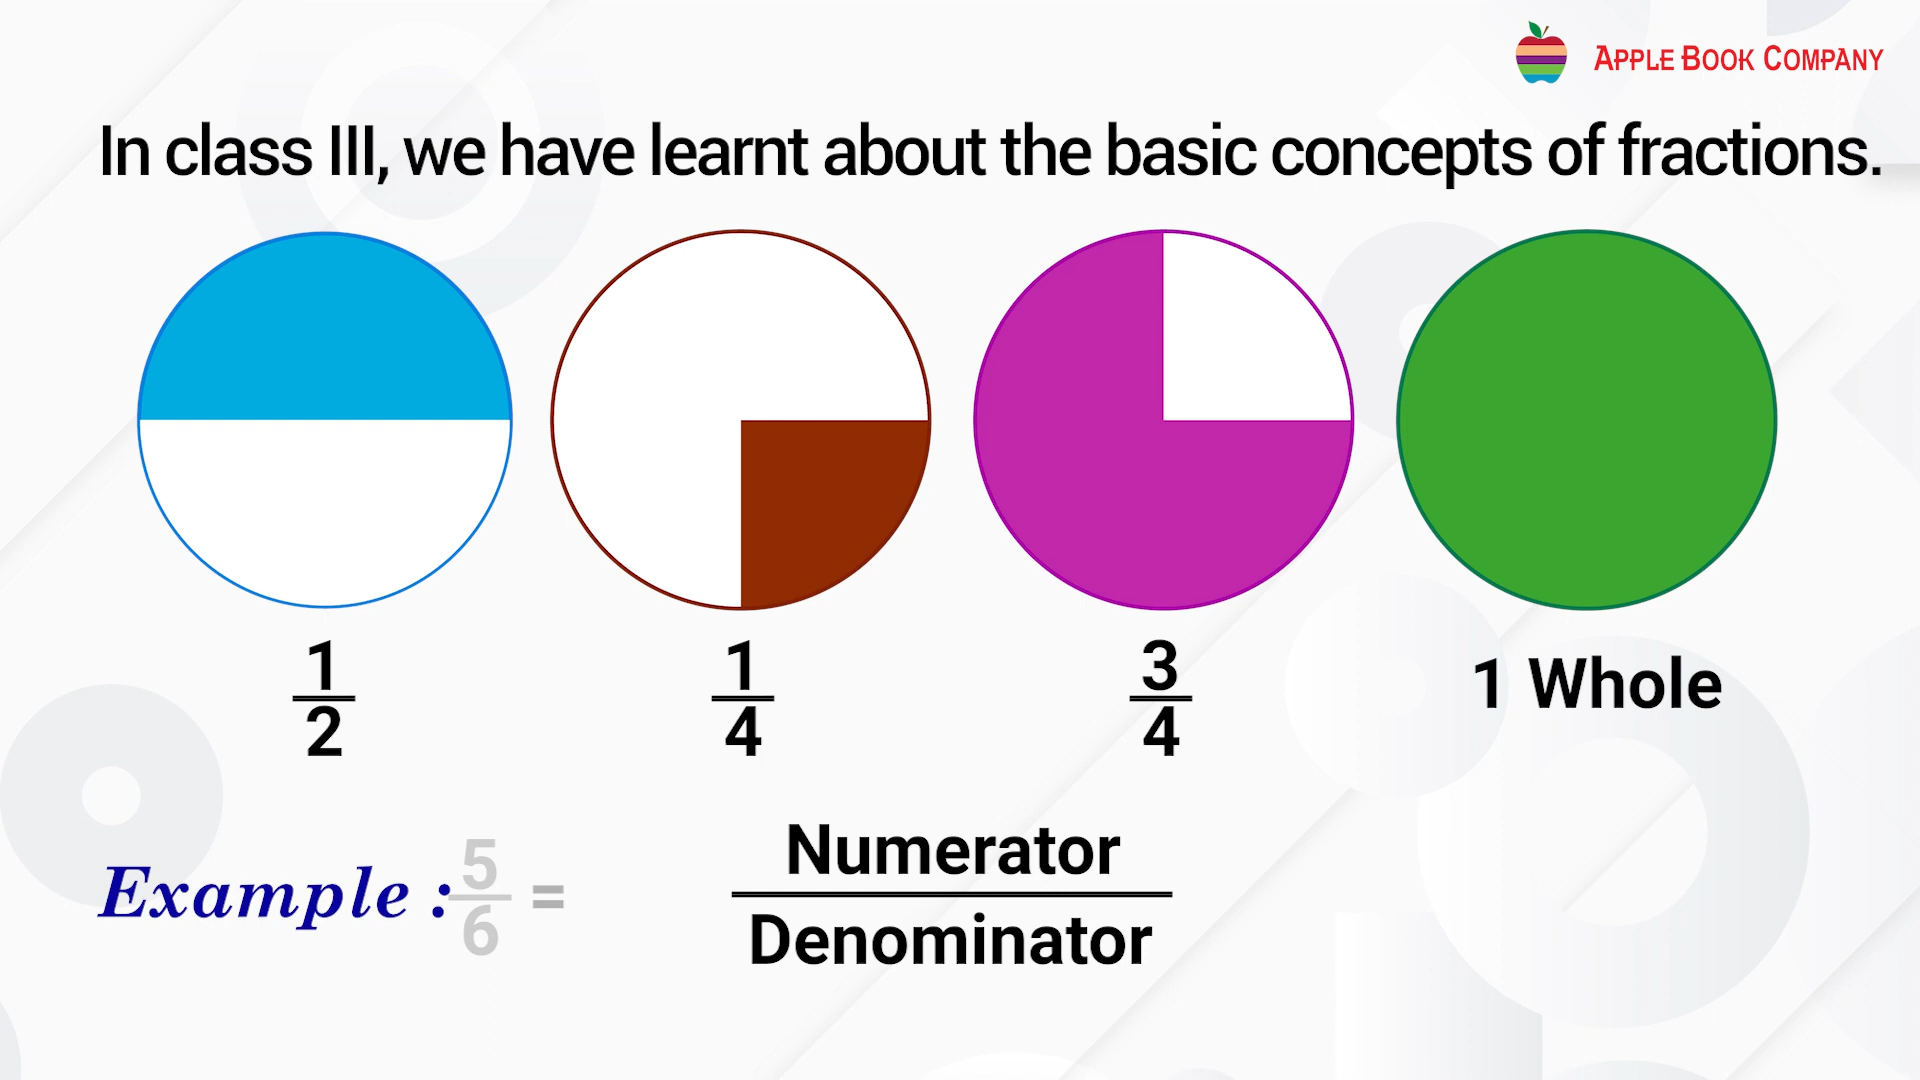 APPLE BOOK COMPANY
In class III, we have learnt about the basic concepts of fractions.
1/2 1/4 3/4 1 Whole
Example : 5/6 = Numerator/Denominator